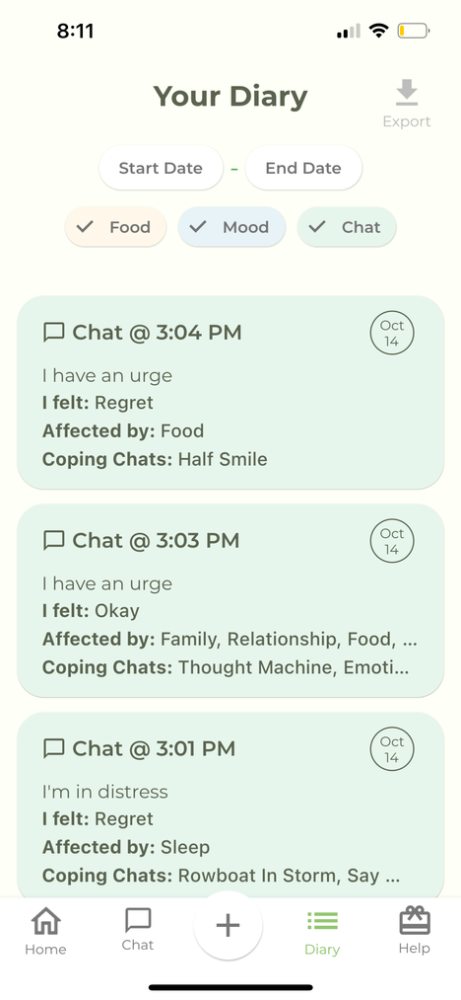 8:11
Your Diary
Export
Start Date - End Date
Food Mood Chat
Chat @ 3:04 PM
Oct
14
I have an urge
I felt: Regret
Affected by: Food
Coping Chats: Half Smile
Chat @ 3:03 PM
Oct
14
I have an urge
I felt: Okay
Affected by: Family, Relationship, Food, ...
Coping Chats: Thought Machine, Emoti...
Chat @ 3:01 PM
Oct
14
I'm in distress
I felt: Regret
Affected by: Sleep
Coping Chats: Rowboat In Storm, Say ...
Home Chat + Diary Help